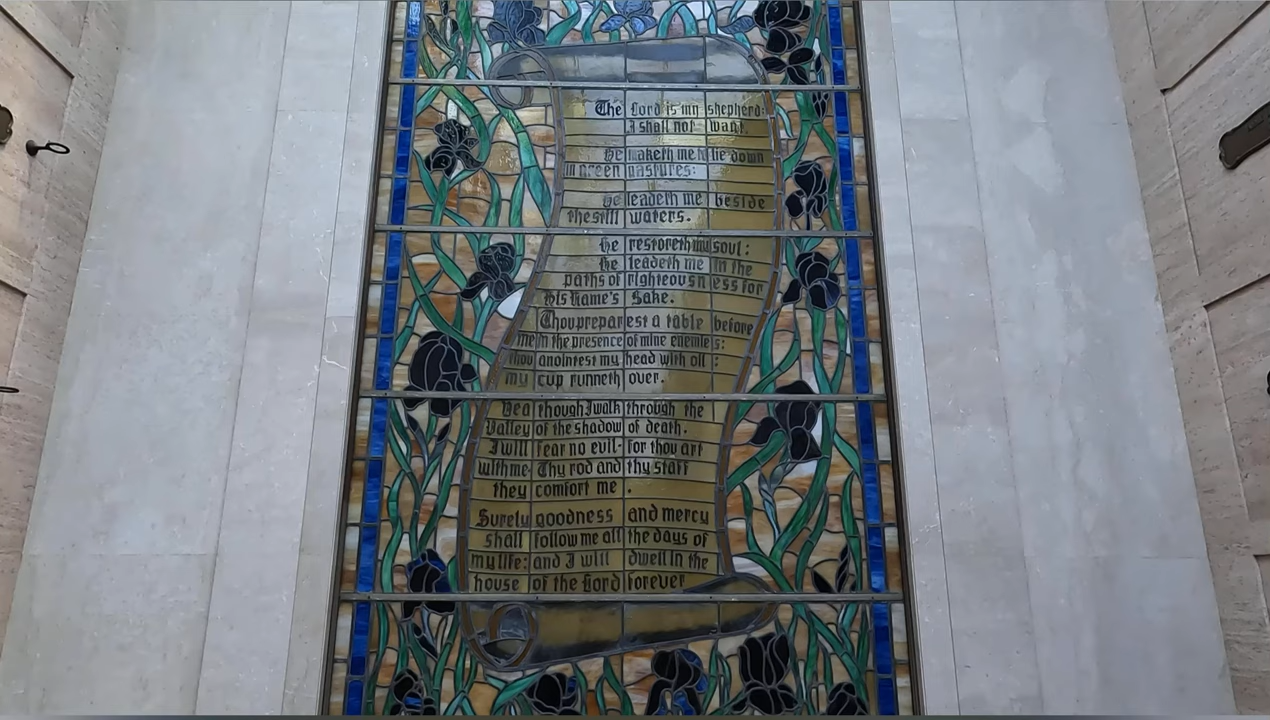 The Lord is my shepherd:
I shall not want.
He maketh me to lie down
in green pastures:
He leadeth me beside
the still waters.
He restoreth my soul:
He leadeth me in the
paths of righteousness for
His Name's Sake.
Thou preparest a table before
me in the presence of mine enemies:
thou anointest my head with oil:
my cup runneth over.
Yea though I walk through the
Valley of the shadow of death.
I will fear no evil: for thou art
with me: Thy rod and thy staff
they comfort me.
Surely goodness and mercy
shall follow me all the days of
my life: and I will dwell in the
house of the Lord forever